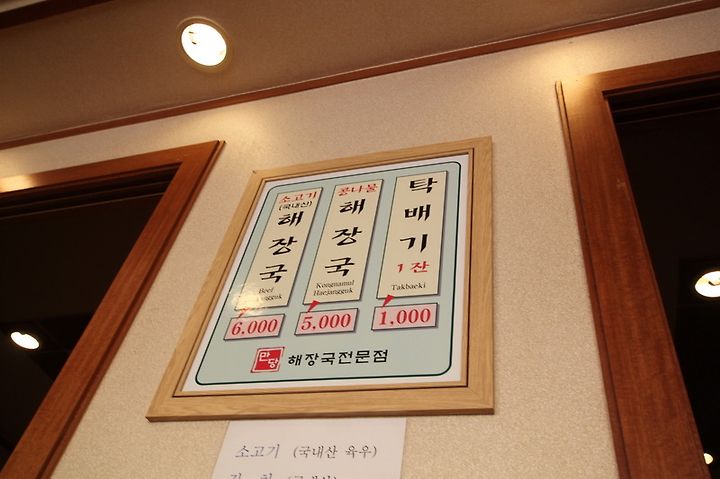 소고기
(국내산)
해장국
Beef
6,000
콩나물
해장국
Kongnamul
Haejangguk
5,000
탁배기
1잔
Takbaeki
1,000
만당
해장국전문점
소고기 (국내산 육우)